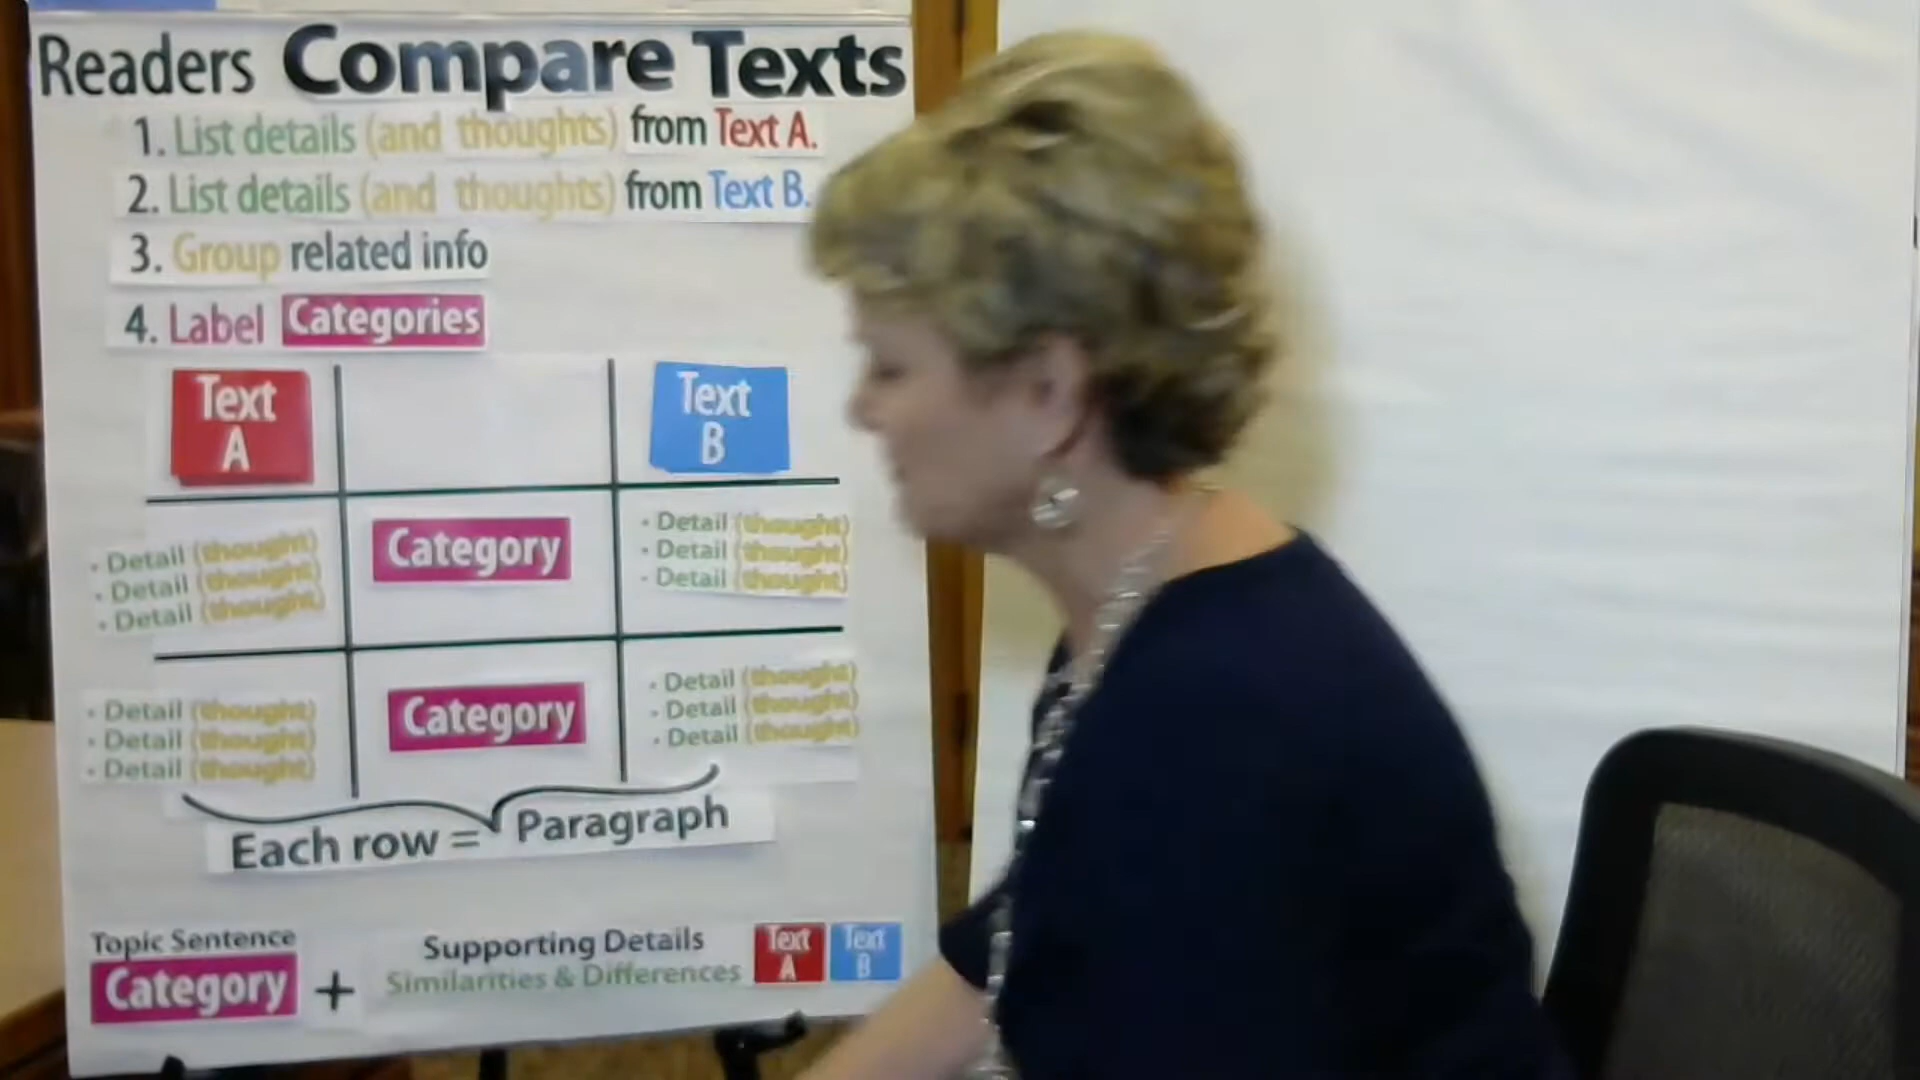 Readers Compare Texts
1. List details (and thoughts) from Text A.
2. List details (and thoughts) from Text B.
3. Group related info
4. Label Categories
Text
A
Text
B
• Detail (thought)
• Detail (thought)
• Detail (thought)
Category
• Detail (thought)
• Detail (thought)
• Detail (thought)
• Detail (thought)
• Detail (thought)
• Detail (thought)
Category
• Detail (thought)
• Detail (thought)
• Detail (thought)
Each row = Paragraph
Topic Sentence
Category +
Supporting Details
Similarities & Differences
Text
A
Text
B